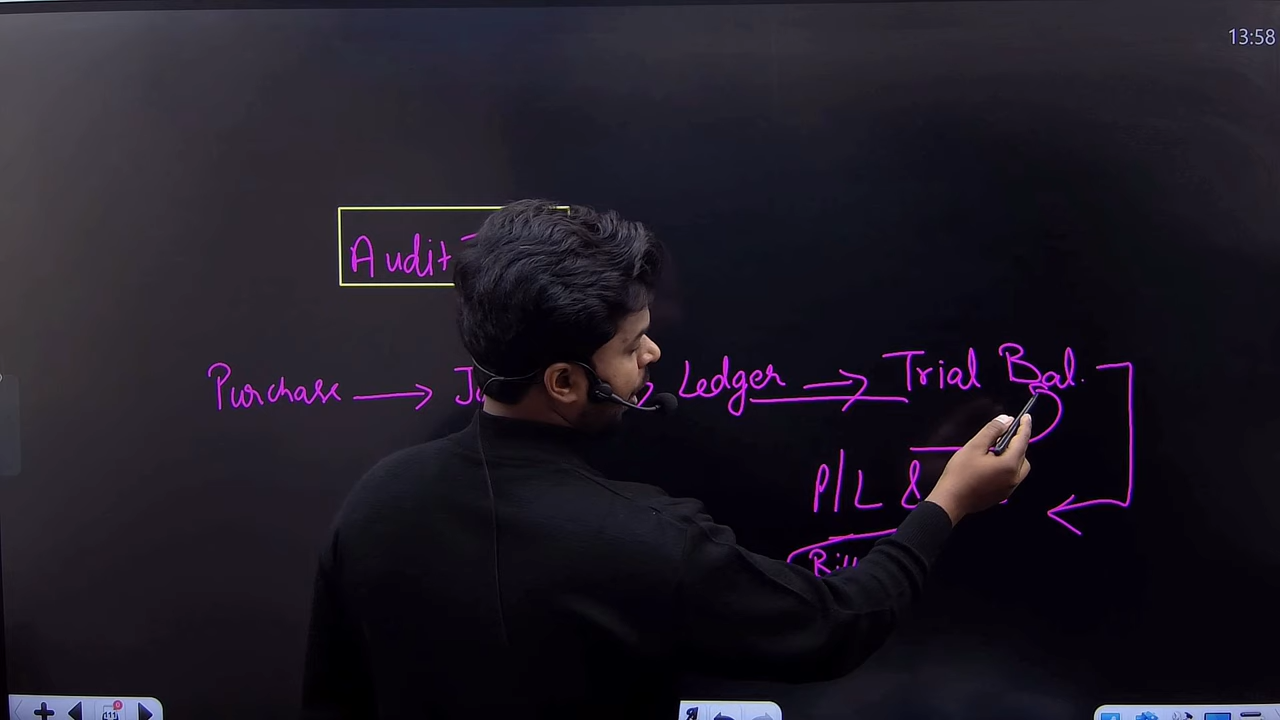 13:58
Audit
Purchase → → Ledger → Trial Bal.
P/L &